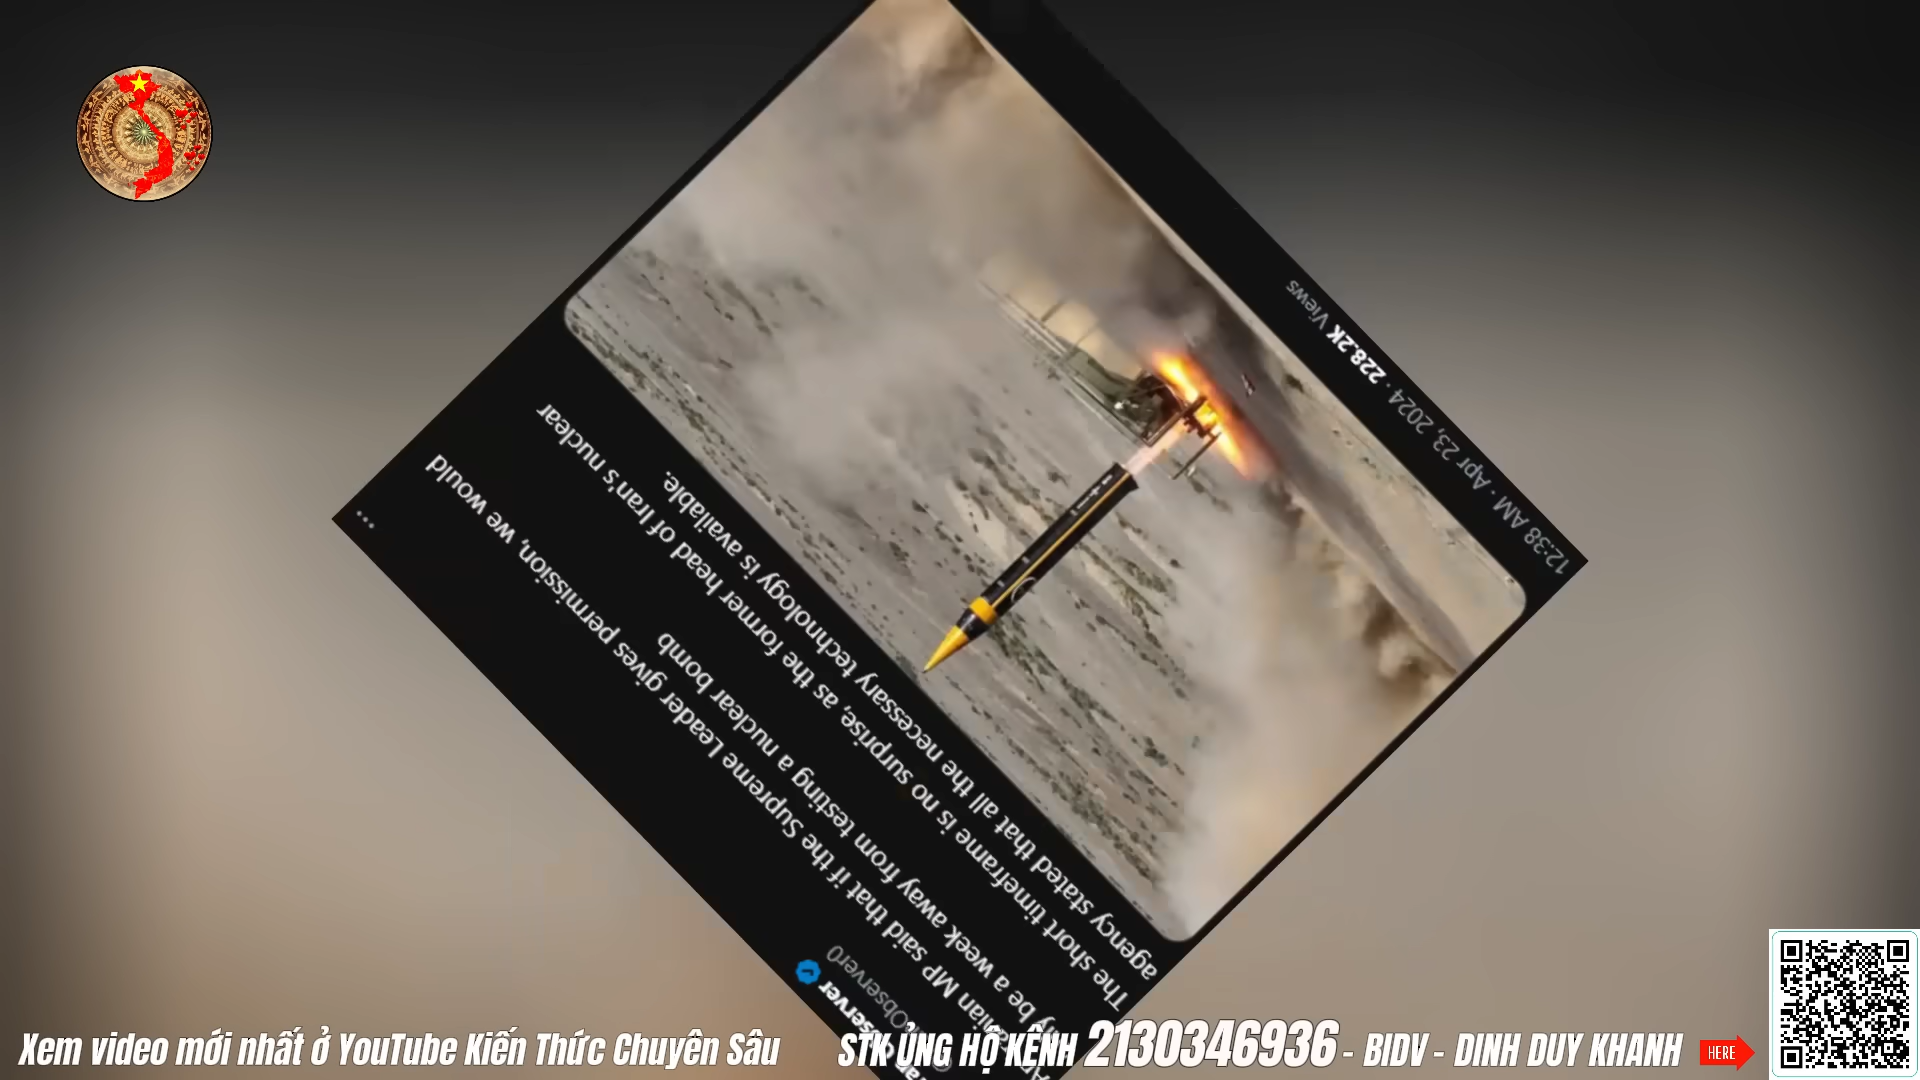 server
Observer0
nian MP said that if the Supreme Leader gives permission, we would
be a week away from testing a nuclear bomb
The short timeframe is no surprise, as the former head of Iran's nuclear
agency stated that all the necessary technology is available.
12:38 AM · Apr 23, 2024 · 228.2K Views
Xem video mới nhất ở YouTube Kiến Thức Chuyên Sâu
STK ỦNG HỘ KÊNH 2130346936 - BIDV - DINH DUY KHANH
HERE